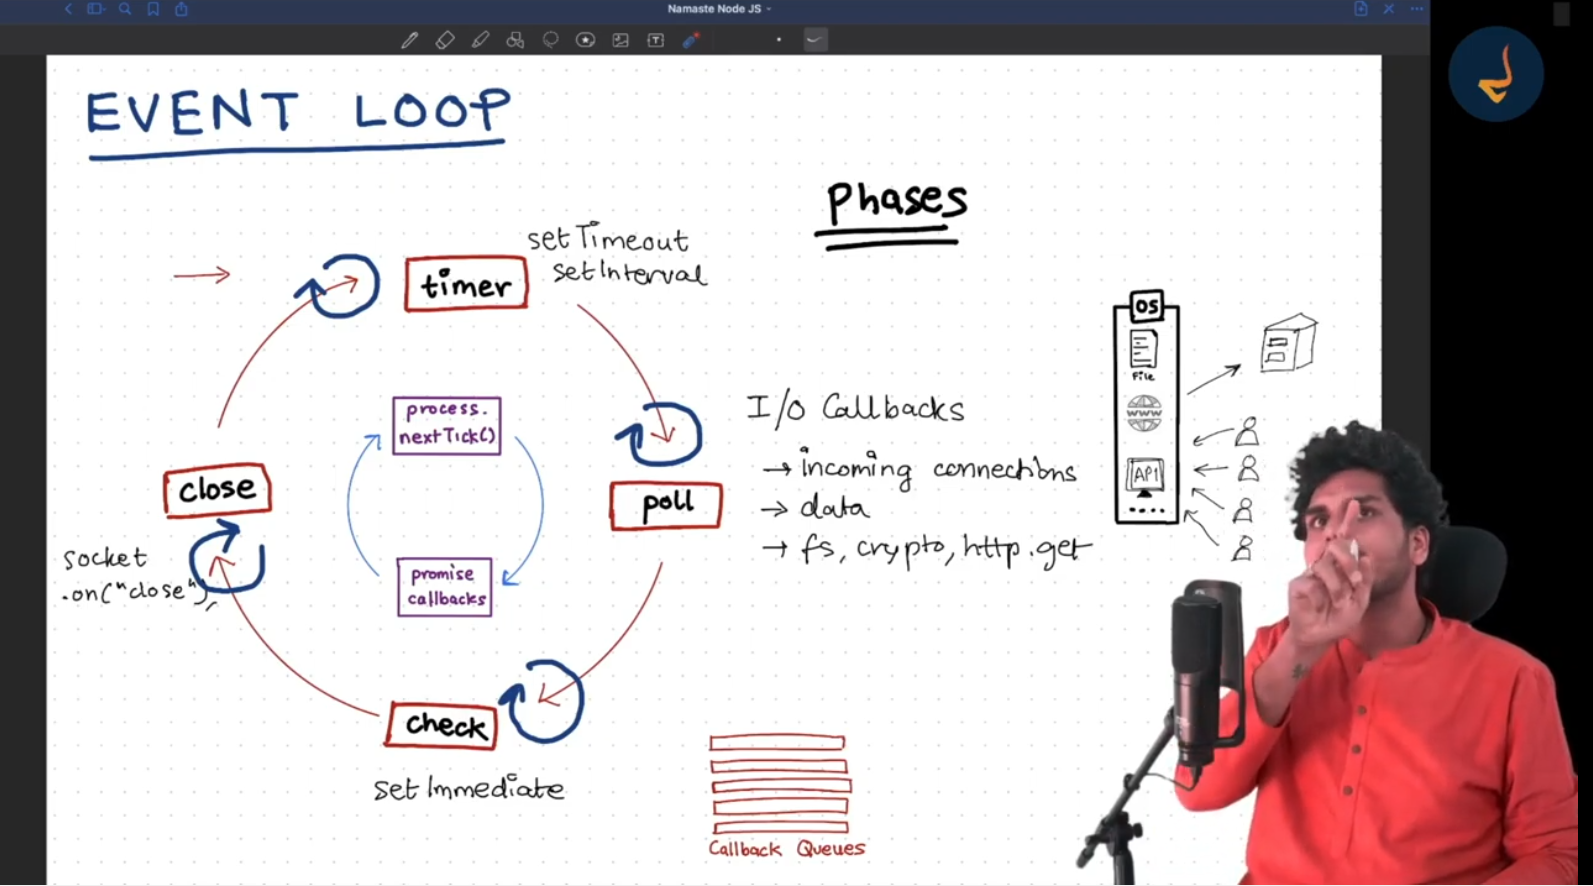 Namaste Node JS
EVENT LOOP
Phases
setTimeout
setInterval
timer
OS
File
www
API
process.
nextTick()
I/O Callbacks
→ incoming connections
→ data
→ fs, crypto, http.get
close
poll
socket
.on("close"),
promise
callbacks
check
setImmediate
Callback Queues